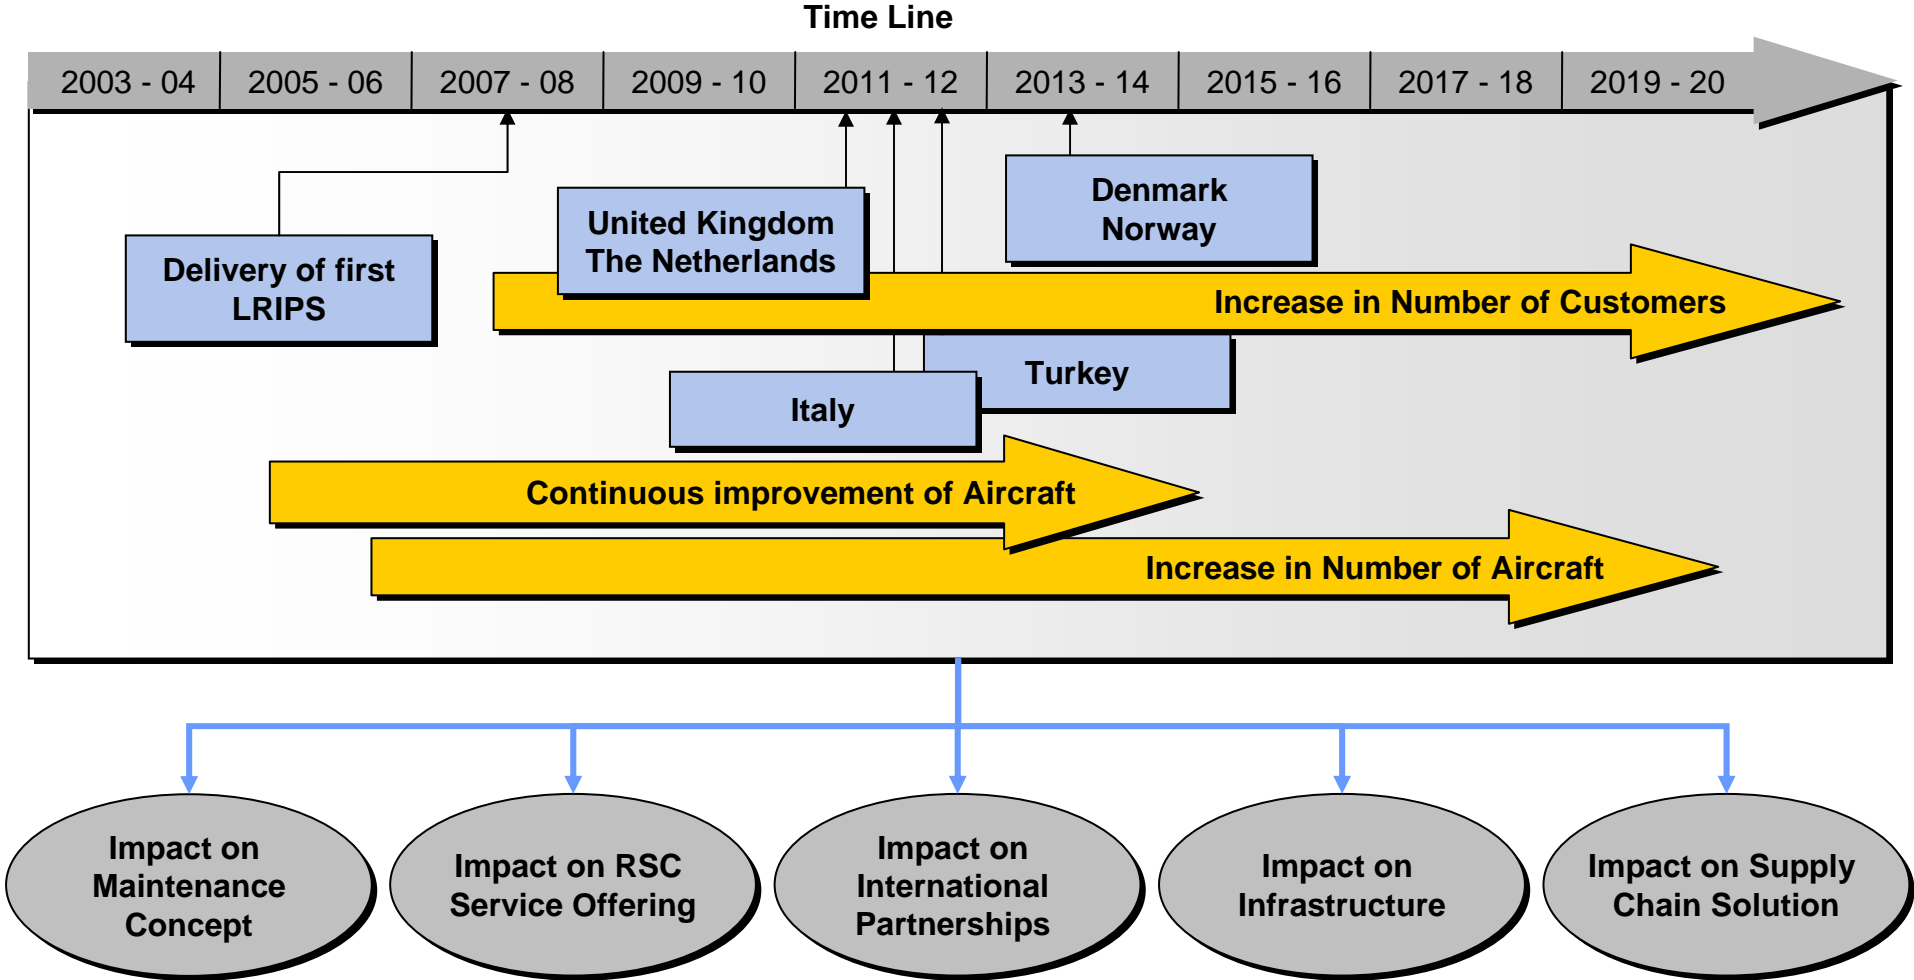 Time Line
2003 - 04
2005 - 06
2007 - 08
2009 - 10
2011 - 12
2013 - 14
2015 - 16
2017 - 18
2019 - 20
Denmark
Norway
United Kingdom
The Netherlands
Delivery of first
LRIPS
Increase in Number of Customers
Turkey
Italy
Continuous improvement of Aircraft
Increase in Number of Aircraft
Impact on
Maintenance
Concept
Impact on RSC
Service Offering
Impact on
International
Partnerships
Impact on
Infrastructure
Impact on Supply
Chain Solution